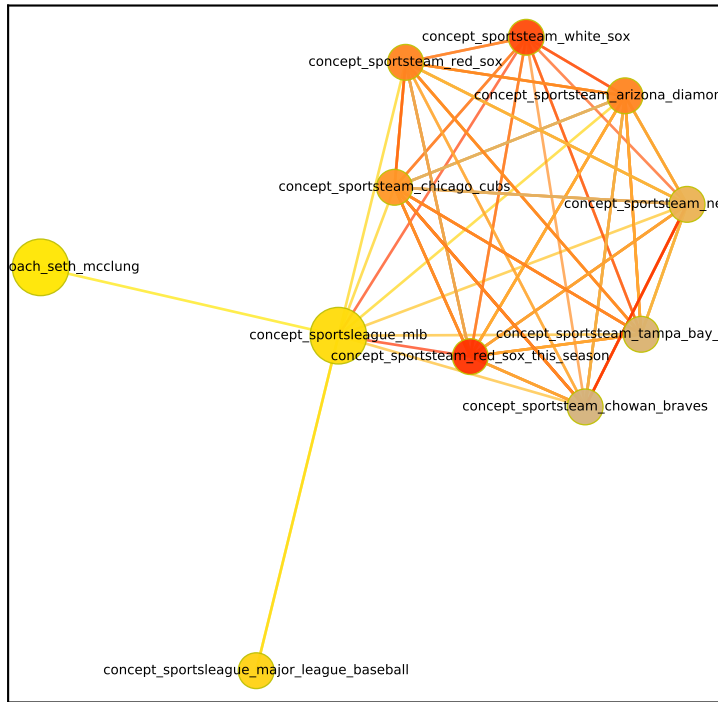 concept_sportsteam_white_sox
concept_sportsteam_red_sox
concept_sportsteam_arizona_diamon
concept_sportsteam_chicago_cubs
concept_sportsteam_ne
oach_seth_mcclung
concept_sportsleague_mlb
concept_sportsteam_tampa_bay_
concept_sportsteam_red_sox_this_season
concept_sportsteam_chowan_braves
concept_sportsleague_major_league_baseball